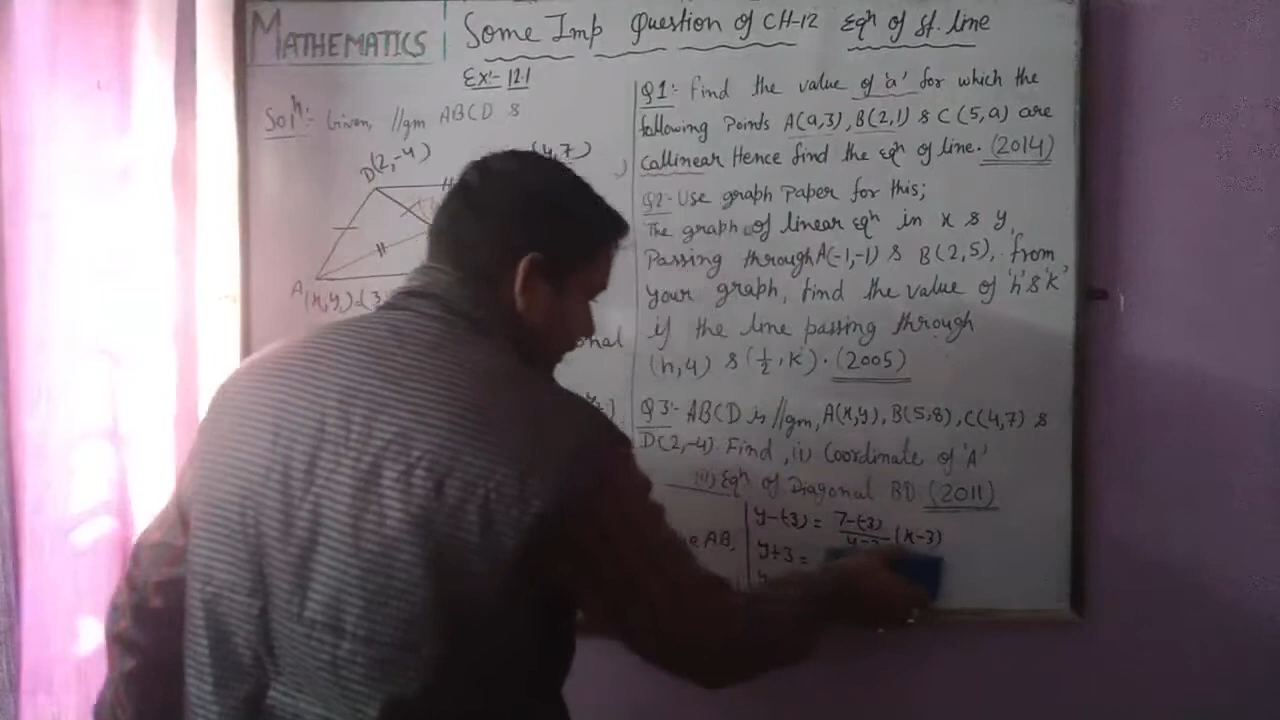 MATHEMATICS
Some Imp Question of CH-12 Eqn of St. line
Ex:- 12.1
Soln:- Given, //gm ABCD &
D(2,-4)
(4,7)
A(x,y)
Q1:- Find the value of 'a' for which the
following Points A(a,3), B(2,1) & C(5,a) are
callinear Hence find the eqn of line. (2014)
Q2:- Use graph Paper for this;
The graph of linear eqn in x & y,
Passing through A(-1,-1) & B(2,5), from
your graph, find the value of 'h' & 'k'
if the line passing through
(h,4) & (1/2, K). (2005)
Q3:- ABCD is //gm, A(x,y), B(5,8), C(4,7) &
D(2,-4). Find, (i) Coordinate of 'A'
(ii) Eqn of Diagonal BD. (2011)
AB,
y-(-3) = 7-(-3) (x-3)
y+3 =